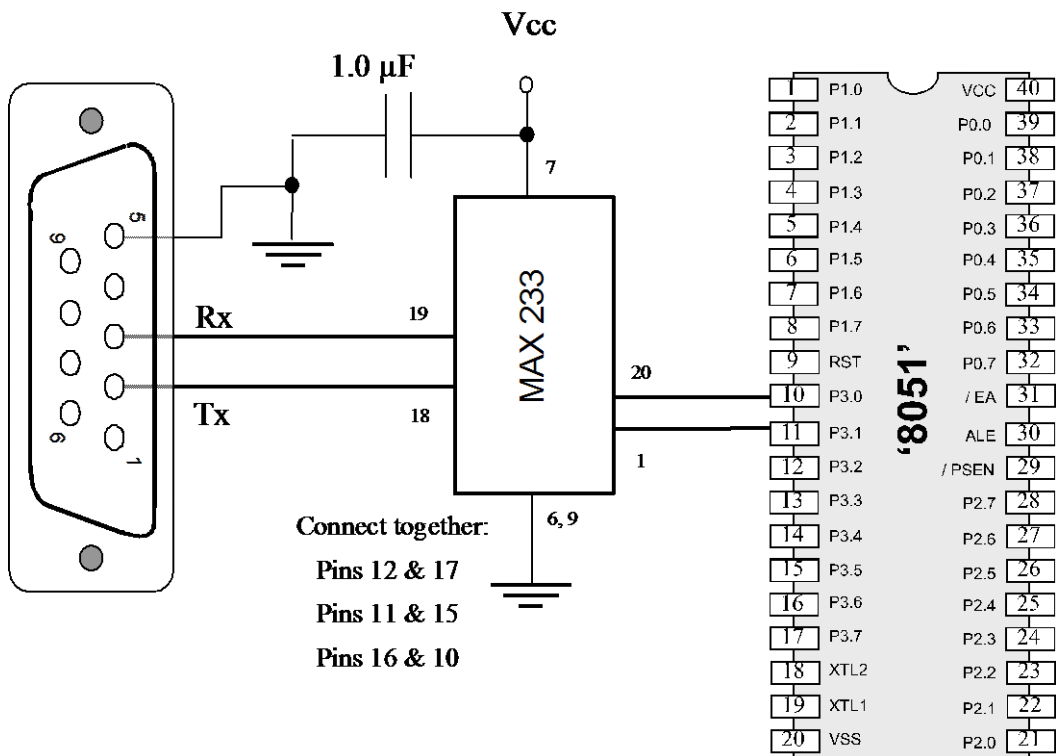 Vcc
1.0 µF
7
5
9
6
1
Rx
19
Tx
18
MAX 233
20
1
6, 9
Connect together:
Pins 12 & 17
Pins 11 & 15
Pins 16 & 10
'8051'
1 P1.0 VCC 40
2 P1.1 P0.0 39
3 P1.2 P0.1 38
4 P1.3 P0.2 37
5 P1.4 P0.3 36
6 P1.5 P0.4 35
7 P1.6 P0.5 34
8 P1.7 P0.6 33
9 RST P0.7 32
10 P3.0 / EA 31
11 P3.1 ALE 30
12 P3.2 / PSEN 29
13 P3.3 P2.7 28
14 P3.4 P2.6 27
15 P3.5 P2.5 26
16 P3.6 P2.4 25
17 P3.7 P2.3 24
18 XTL2 P2.2 23
19 XTL1 P2.1 22
20 VSS P2.0 21